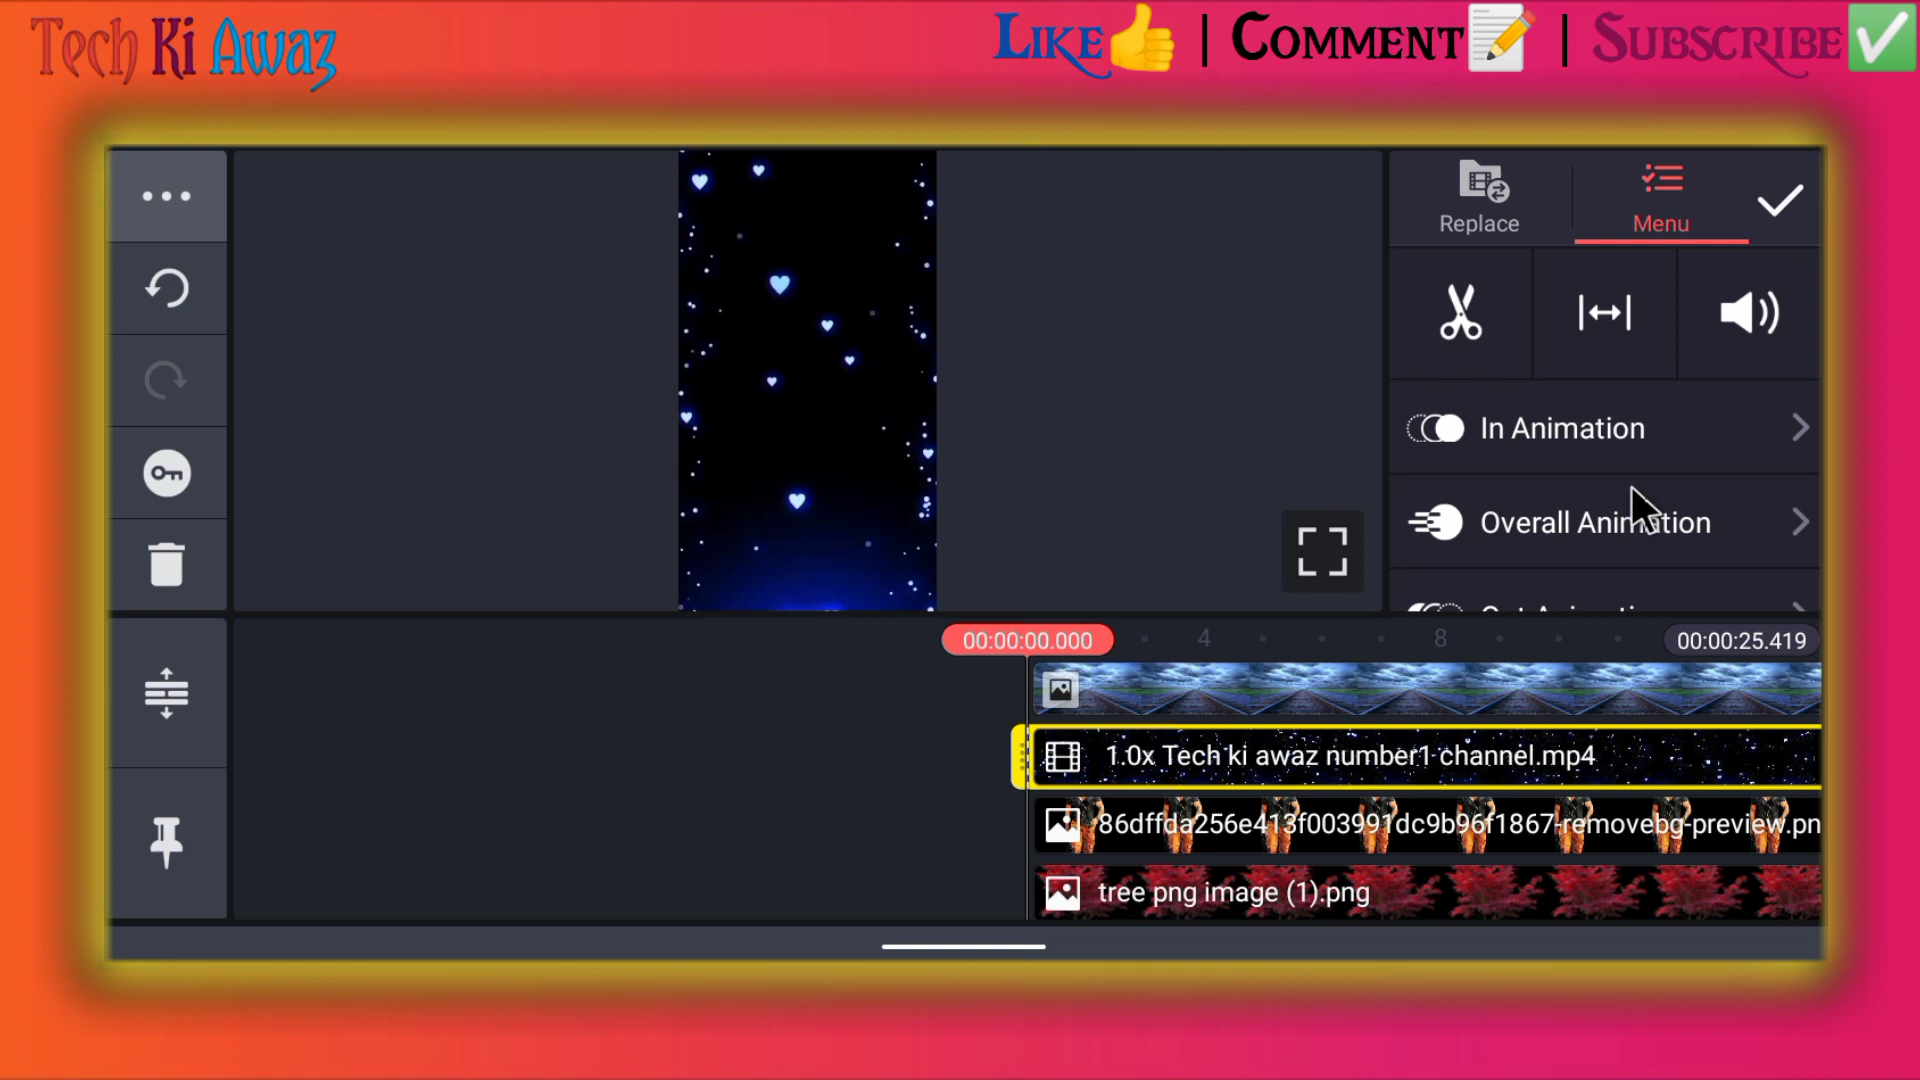 Tech Ki Awaz
Like | Comment | Subscribe
Replace
Menu
In Animation
Overall Animation
Out Animation
00:00:00.000
4
8
00:00:25.419
1.0x Tech ki awaz number1 channel.mp4
86dffda256e413f003991dc9b96f1867-removebg-preview.pn
tree png image (1).png